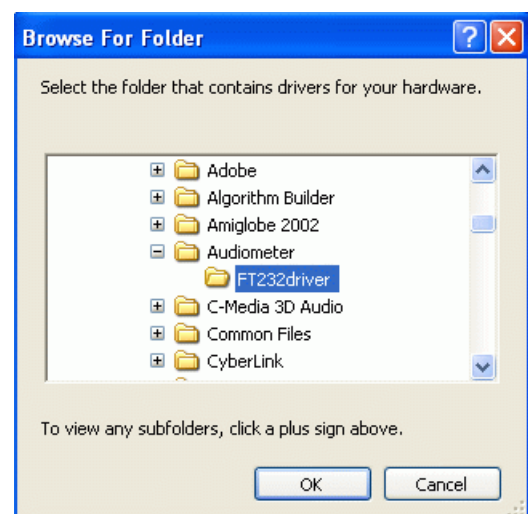 Browse For Folder
Select the folder that contains drivers for your hardware.
Adobe
Algorithm Builder
Amiglobe 2002
Audiometer
FT232driver
C-Media 3D Audio
Common Files
CyberLink
To view any subfolders, click a plus sign above.
OK
Cancel